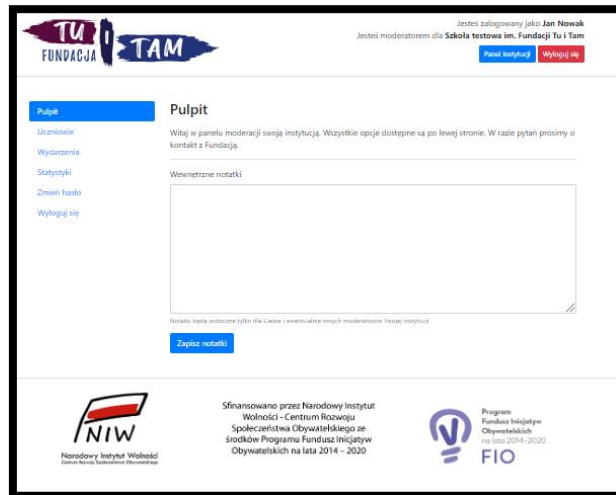 TU
I
FUNDACJA
TAM
Jesteś zalogowany jako Jan Nowak
Jesteś moderatorem dla Szkoła testowa im. Fundacji Tu i Tam
Panel instytucji
Wyloguj się
Pulpit
Uczniowie
Wydarzenia
Statystyki
Zmień hasło
Wyloguj się
Pulpit
Witaj w panelu moderacji swoją instytucją. Wszystkie opcje dostępne są po lewej stronie. W razie pytań prosimy o
kontakt z Fundacją.
Wewnętrzne notatki
Notatki będą widoczne tylko dla Ciebie i ewentualnie innych moderatorów Twojej instytucji
Zapisz notatki
NIW
Narodowy Instytut Wolności
Centrum Rozwoju Społeczeństwa Obywatelskiego
Sfinansowano przez Narodowy Instytut
Wolności - Centrum Rozwoju
Społeczeństwa Obywatelskiego ze
środków Programu Fundusz Inicjatyw
Obywatelskich na lata 2014 – 2020
Program
Fundusz Inicjatyw
Obywatelskich
na lata 2014-2020
FIO